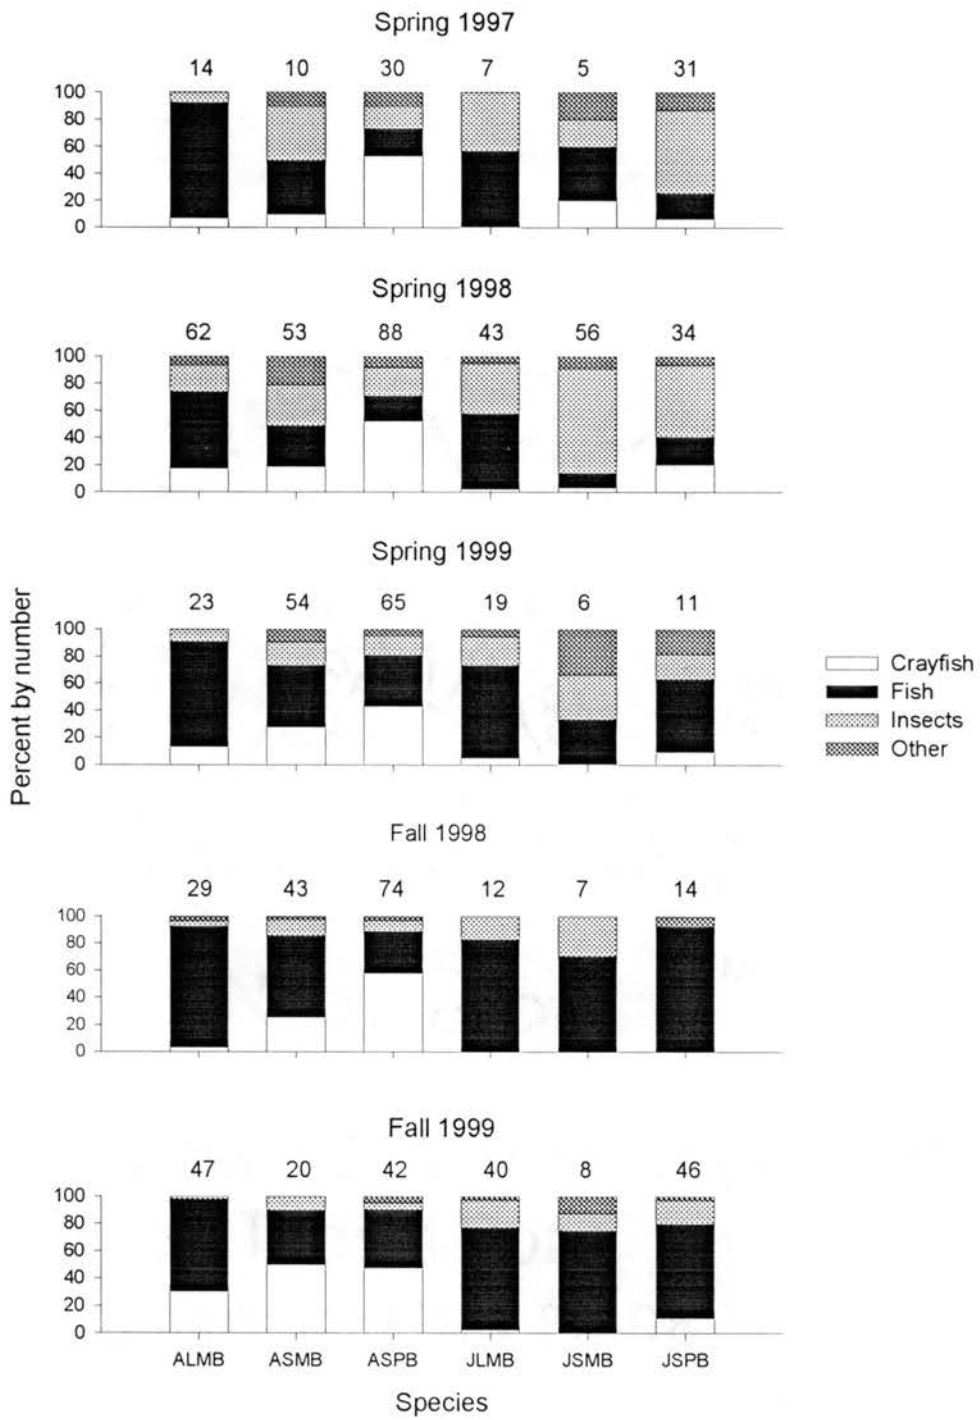 Spring 1997
14 10 30 7 5 31
100
80
60
40
20
0
Spring 1998
62 53 88 43 56 34
100
80
60
40
20
0
Spring 1999
23 54 65 19 6 11
100
80
60
40
20
0
Percent by number
Crayfish
Fish
Insects
Other
Fall 1998
29 43 74 12 7 14
100
80
60
40
20
0
Fall 1999
47 20 42 40 8 46
100
80
60
40
20
0
ALMB ASMB ASPB JLMB JSMB JSPB
Species